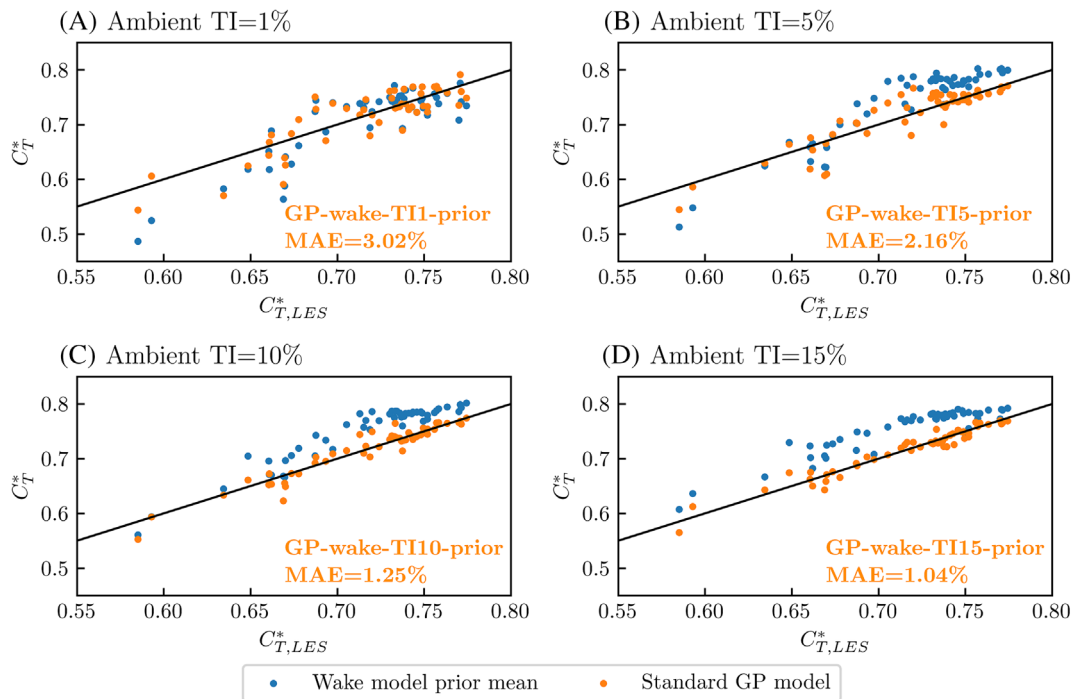 (A) Ambient TI=1%
0.8
0.7
0.6
0.5
C*T
GP-wake-TI1-prior
MAE=3.02%
0.55 0.60 0.65 0.70 0.75 0.80
C*T,LES
(B) Ambient TI=5%
0.8
0.7
0.6
0.5
C*T
GP-wake-TI5-prior
MAE=2.16%
0.55 0.60 0.65 0.70 0.75 0.80
C*T,LES
(C) Ambient TI=10%
0.8
0.7
0.6
0.5
C*T
GP-wake-TI10-prior
MAE=1.25%
0.55 0.60 0.65 0.70 0.75 0.80
C*T,LES
(D) Ambient TI=15%
0.8
0.7
0.6
0.5
C*T
GP-wake-TI15-prior
MAE=1.04%
0.55 0.60 0.65 0.70 0.75 0.80
C*T,LES
Wake model prior mean Standard GP model